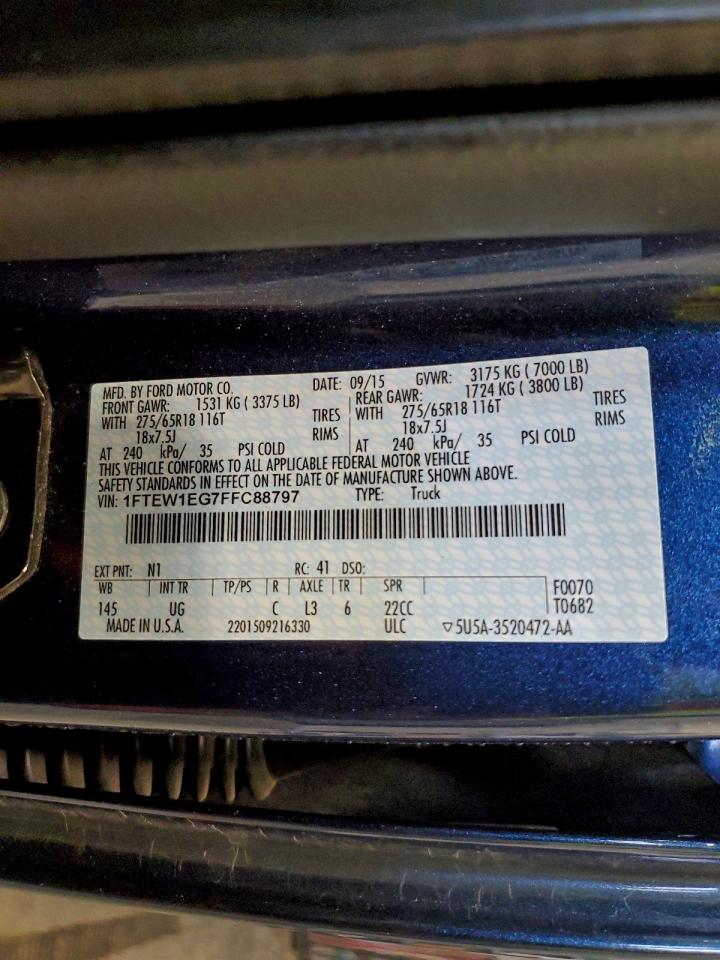 MFD. BY FORD MOTOR CO. DATE: 09/15 GVWR: 3175 KG ( 7000 LB)
FRONT GAWR: 1531 KG ( 3375 LB) REAR GAWR: 1724 KG ( 3800 LB)
WITH 275/65R18 116T TIRES WITH 275/65R18 116T TIRES
18x7.5J RIMS 18x7.5J RIMS
AT 240 kPa/ 35 PSI COLD AT 240 kPa/ 35 PSI COLD
THIS VEHICLE CONFORMS TO ALL APPLICABLE FEDERAL MOTOR VEHICLE
SAFETY STANDARDS IN EFFECT ON THE DATE OF MANUFACTURE SHOWN ABOVE.
VIN: 1FTEW1EG7FFC88797 TYPE: Truck
EXT PNT: N1 RC: 41 DSO:
WB INT TR TP/PS R AXLE TR SPR F0070
145 UG C L3 6 22CC T0682
MADE IN U.S.A. 2201509216330 ULC ▽5U5A-3520472-AA